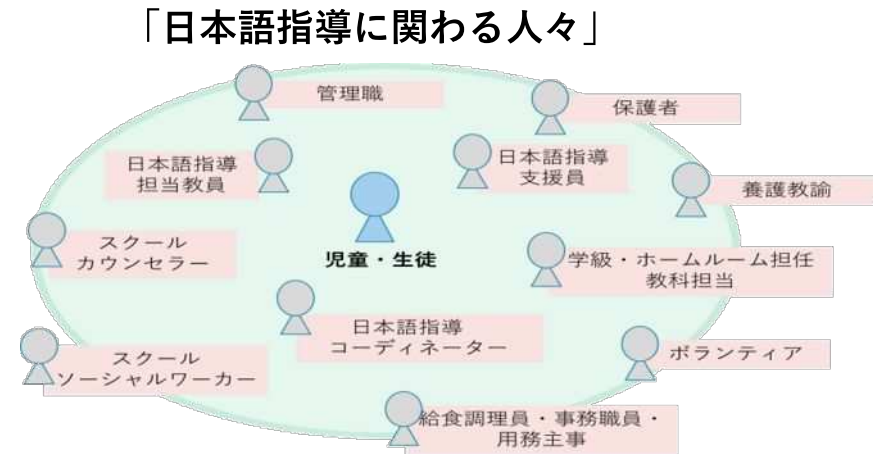 「日本語指導に関わる人々」
管理職
保護者
日本語指導
担当教員
日本語指導
支援員
養護教諭
スクール
カウンセラー
児童・生徒
学級・ホームルーム担任
教科担当
日本語指導
コーディネーター
スクール
ソーシャルワーカー
ボランティア
給食調理員・事務職員・
用務主事